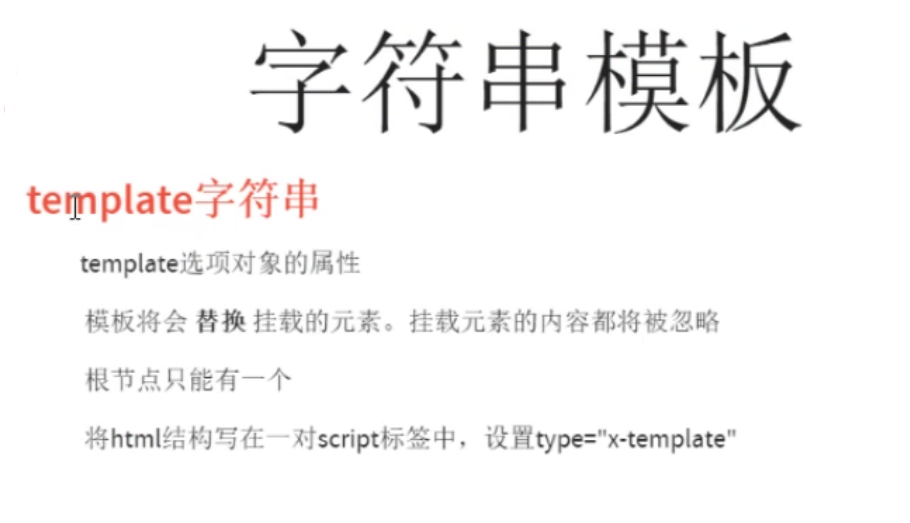 字符串模板
template字符串
template选项对象的属性
模板将会 替换 挂载的元素。挂载元素的内容都将被忽略
根节点只能有一个
将html结构写在一对script标签中，设置type="x-template"